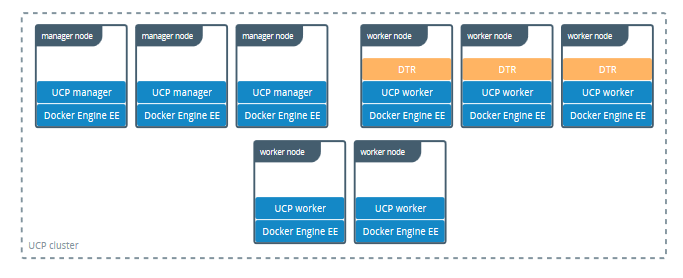 manager node
manager node
manager node
worker node
worker node
worker node
DTR
DTR
DTR
UCP manager
UCP manager
UCP manager
UCP worker
UCP worker
UCP worker
Docker Engine EE
Docker Engine EE
Docker Engine EE
Docker Engine EE
Docker Engine EE
Docker Engine EE
worker node
worker node
UCP worker
UCP worker
Docker Engine EE
Docker Engine EE
UCP cluster